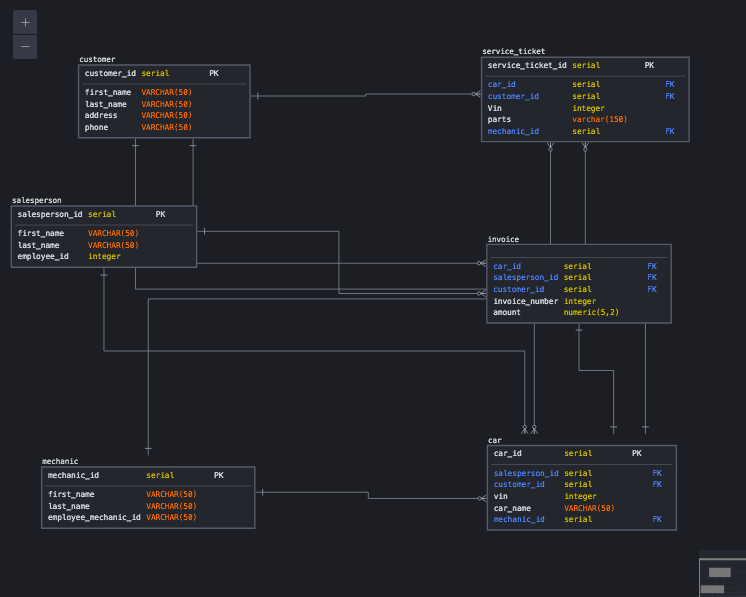 +
−
customer
customer_id serial PK
first_name VARCHAR(50)
last_name VARCHAR(50)
address VARCHAR(50)
phone VARCHAR(50)
service_ticket
service_ticket_id serial PK
car_id serial FK
customer_id serial FK
Vin integer
parts varchar(150)
mechanic_id serial FK
salesperson
salesperson_id serial PK
first_name VARCHAR(50)
last_name VARCHAR(50)
employee_id integer
invoice
car_id serial FK
salesperson_id serial FK
customer_id serial FK
invoice_number integer
amount numeric(5,2)
mechanic
mechanic_id serial PK
first_name VARCHAR(50)
last_name VARCHAR(50)
employee_mechanic_id VARCHAR(50)
car
car_id serial PK
salesperson_id serial FK
customer_id serial FK
vin integer
car_name VARCHAR(50)
mechanic_id serial FK